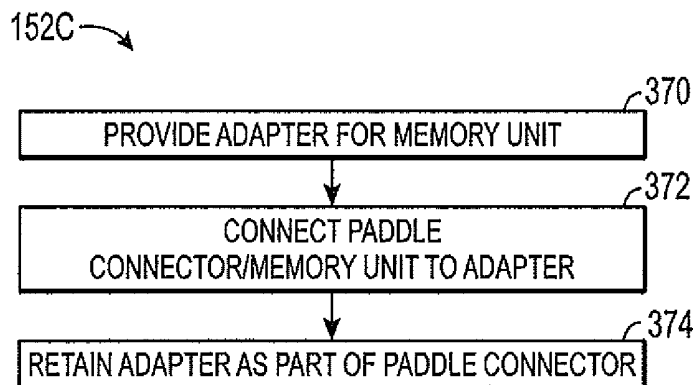 152C
370
PROVIDE ADAPTER FOR MEMORY UNIT
372
CONNECT PADDLE
CONNECTOR/MEMORY UNIT TO ADAPTER
374
RETAIN ADAPTER AS PART OF PADDLE CONNECTOR